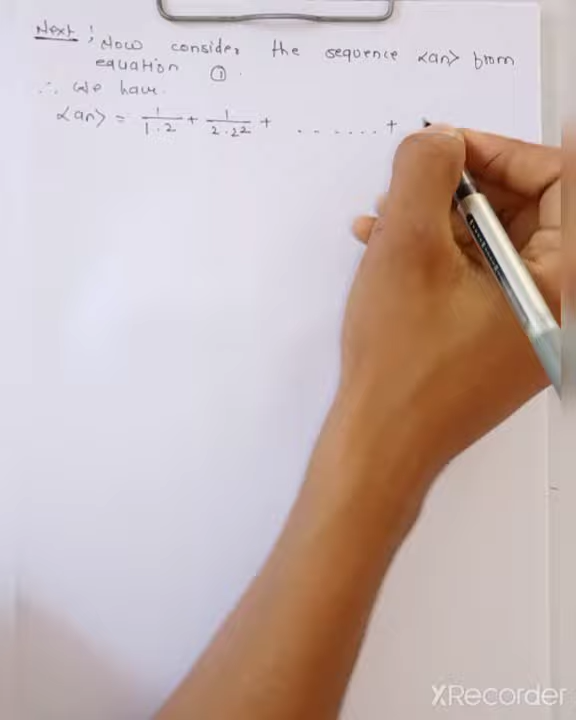 Next : Now consider the sequence <an> from
equation ①.
∴ We have
<an> = 1/1.2 + 1/2.2² + ....... +
XRecorder